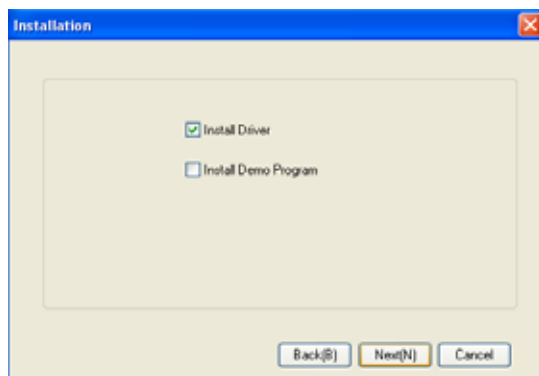 Installation
Install Driver
Install Demo Program
Back(B) Next(N) Cancel